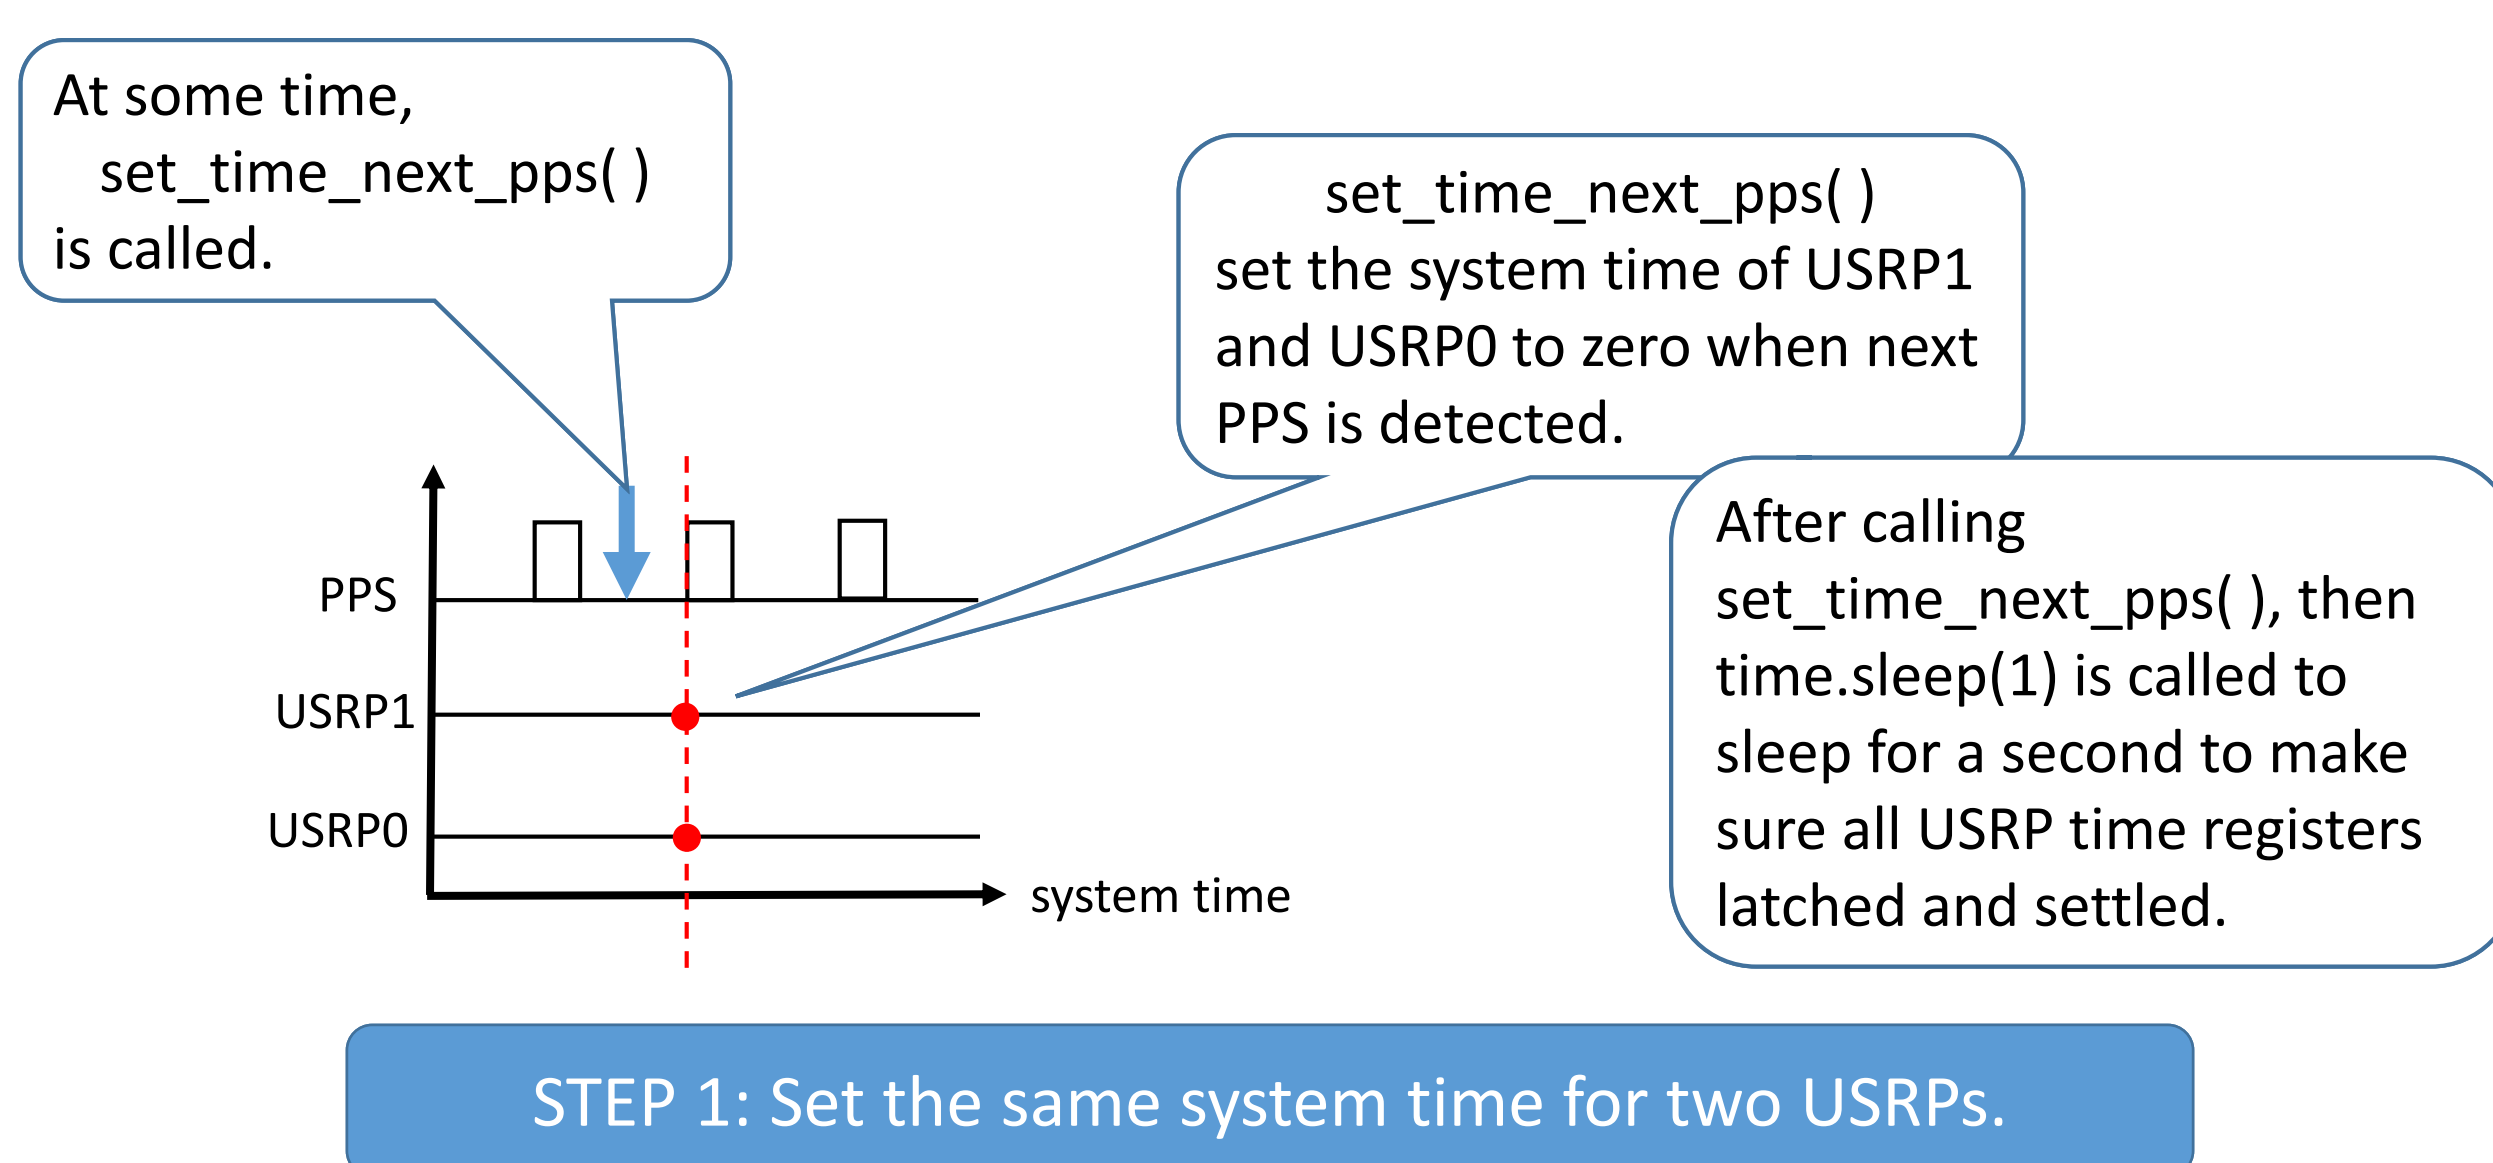 At some time,
set_time_next_pps( )
is called.
set_time_next_pps( )
set the system time of USRP1
and USRP0 to zero when next
PPS is detected.
After calling
set_time_next_pps( ), then
time.sleep(1) is called to
sleep for a second to make
sure all USRP time registers
latched and settled.
PPS
USRP1
USRP0
system time
STEP 1: Set the same system time for two USRPs.